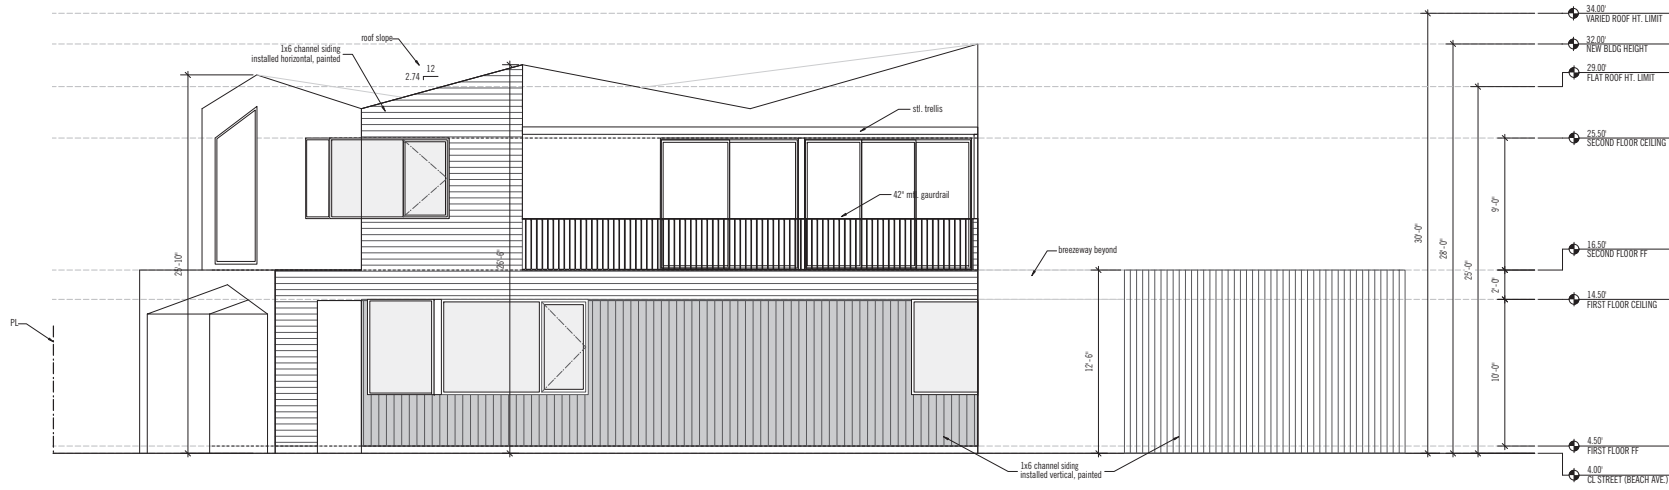 34.00'
VARIED ROOF HT. LIMIT
roof slope
1x6 channel siding
installed horizontal, painted
32.00'
NEW BLDG HEIGHT
12
2.74
29.00'
FLAT ROOF HT. LIMIT
stl. trellis
25.50'
SECOND FLOOR CEILING
42" mtl. gaurdrail
9'-0"
30'-0"
28'-0"
25'-0"
25'-10"
26'-6"
breezeway beyond
16.50'
SECOND FLOOR FF
2'-0"
14.50'
FIRST FLOOR CEILING
PL
12'-6"
10'-0"
4.50'
FIRST FLOOR FF
1x6 channel siding
installed vertical, painted
4.00'
CL STREET (BEACH AVE.)